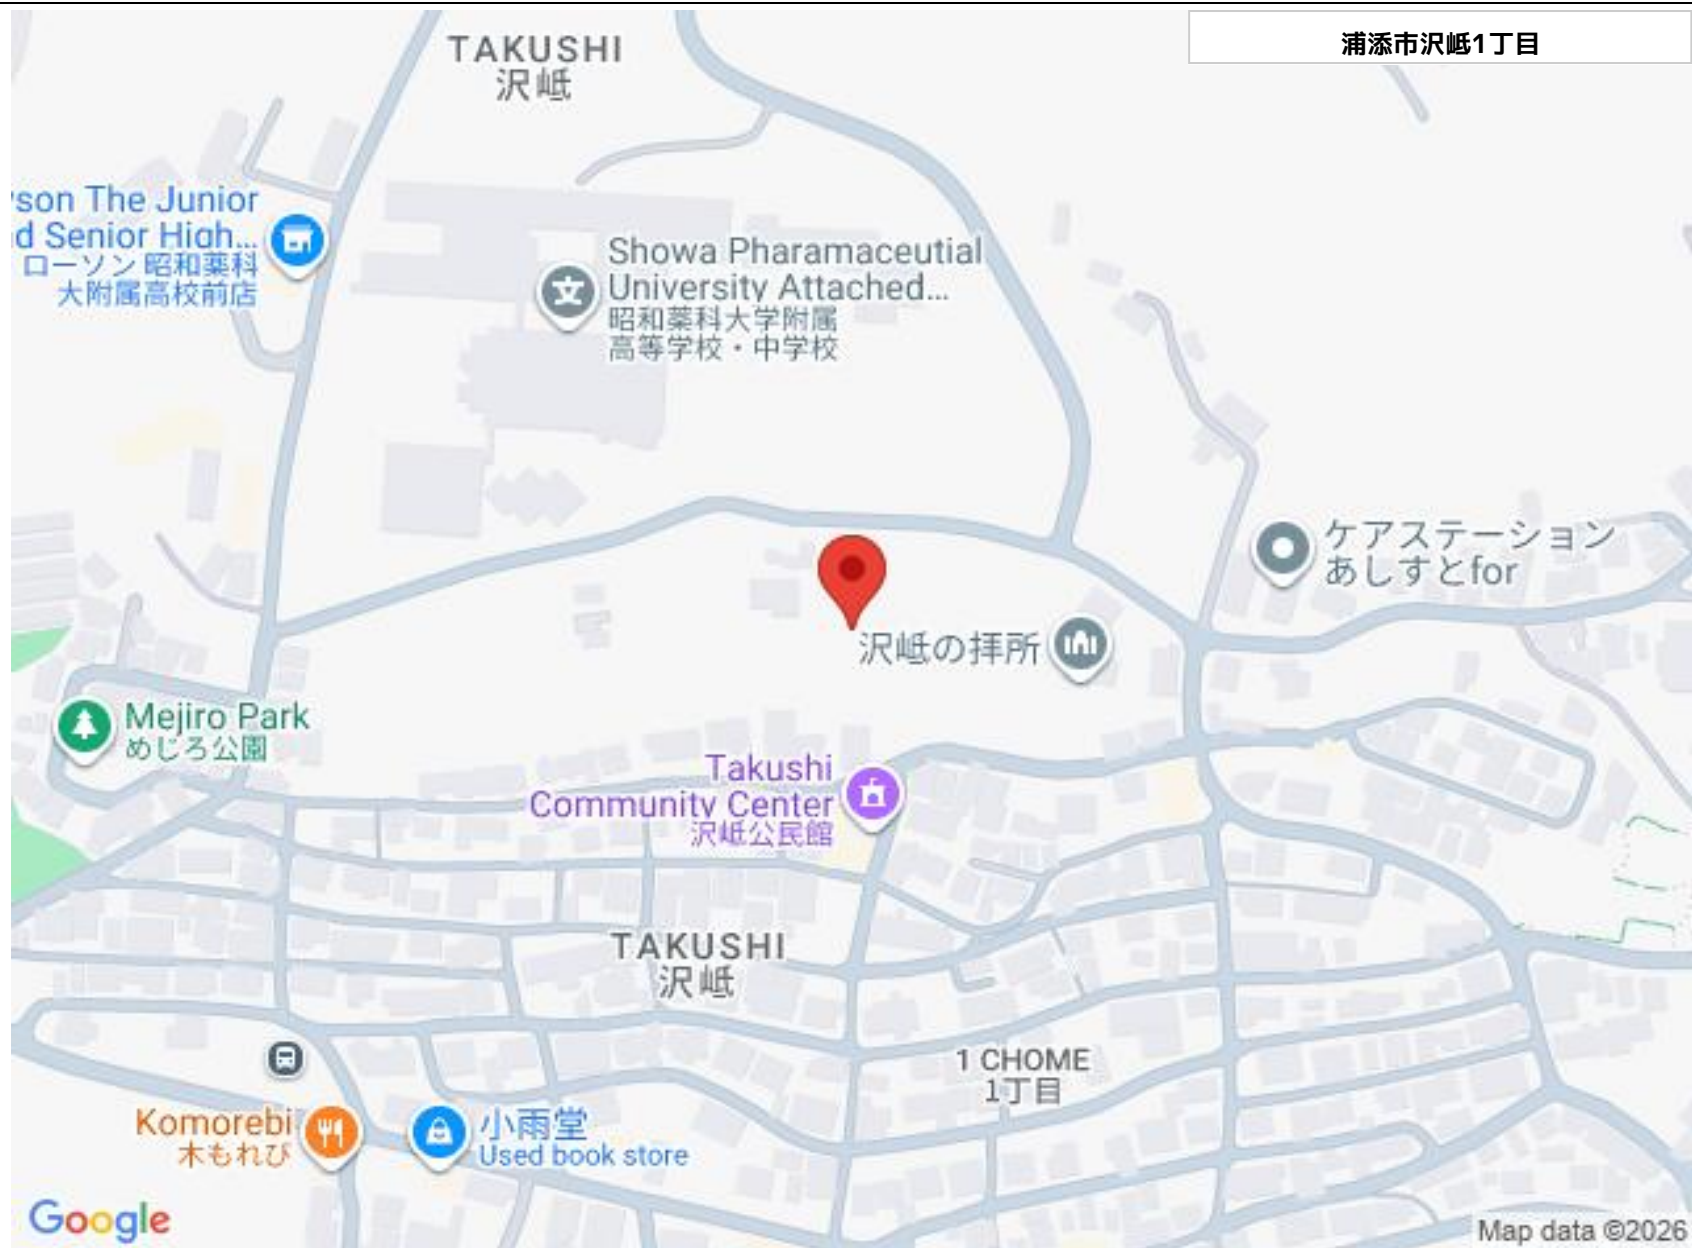 浦添市沢岻1丁目
TAKUSHI
沢岻
son The Junior
d Senior High...
ローソン 昭和薬科
大附属高校前店
Showa Pharamaceutial
University Attached...
昭和薬科大学附属
高等学校・中学校
ケアステーション
あしすとfor
沢岻の拝所
Mejiro Park
めじろ公園
Takushi
Community Center
沢岻公民館
TAKUSHI
沢岻
1 CHOME
1丁目
Komorebi
木もれび
小雨堂
Used book store
Google
Map data ©2026